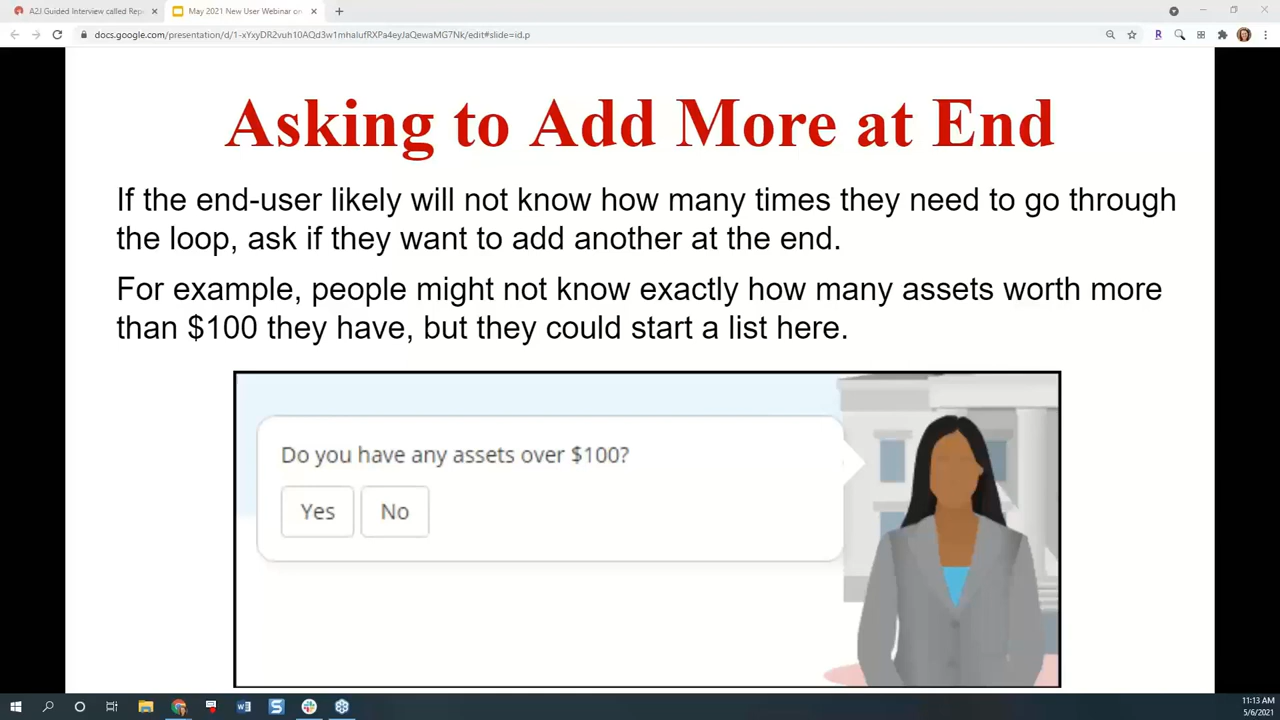 A2J Guided Interview called Rep
May 2021 New User Webinar on
docs.google.com/presentation/d/1-xYxyDR2vuh10AQd3w1mhalufRXPa4eyJaQewaMG7Nk/edit#slide=id.p
Asking to Add More at End
If the end-user likely will not know how many times they need to go through
the loop, ask if they want to add another at the end.
For example, people might not know exactly how many assets worth more
than $100 they have, but they could start a list here.
Do you have any assets over $100?
Yes No
11:13 AM
5/6/2021